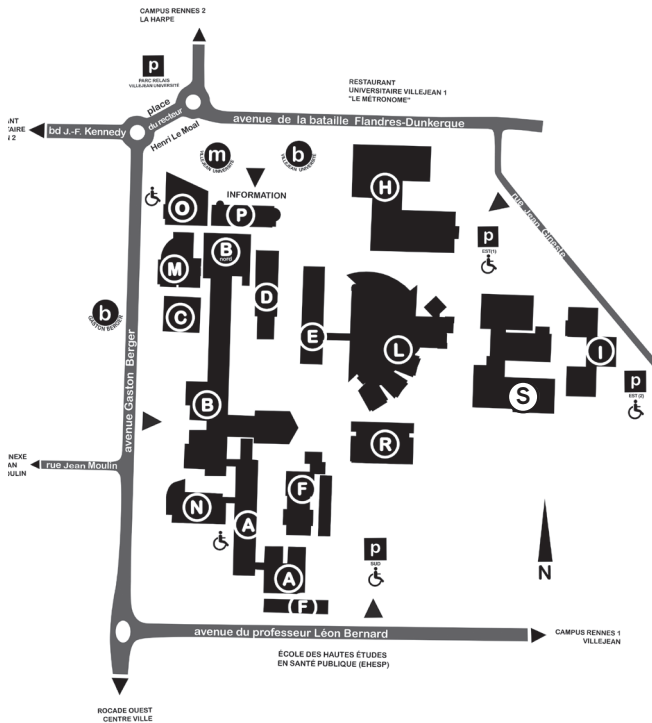 CAMPUS RENNES 2
LA HARPE
p
PARC RELAIS
VILLEJEAN UNIVERSITÉ
RESTAURANT
UNIVERSITAIRE VILLEJEAN 1
"LE MÉTRONOME"
place
du recteur
Henri Le Moal
avenue de la bataille Flandres-Dunkerque
bd J.-F. Kennedy
m
VILLEJEAN UNIVERSITÉ
b
VILLEJEAN UNIVERSITÉ
INFORMATION
H
O
P
rue Jean Gineste
B
nord
p
EST(1)
M
D
C
b
GASTON BERGER
E
L
I
avenue Gaston Berger
p
EST (2)
S
B
R
rue Jean Moulin
F
N
A
p
SUD
A
N
F
avenue du professeur Léon Bernard
CAMPUS RENNES 1
VILLEJEAN
ÉCOLE DES HAUTES ÉTUDES
EN SANTÉ PUBLIQUE (EHESP)
ROCADE OUEST
CENTRE VILLE